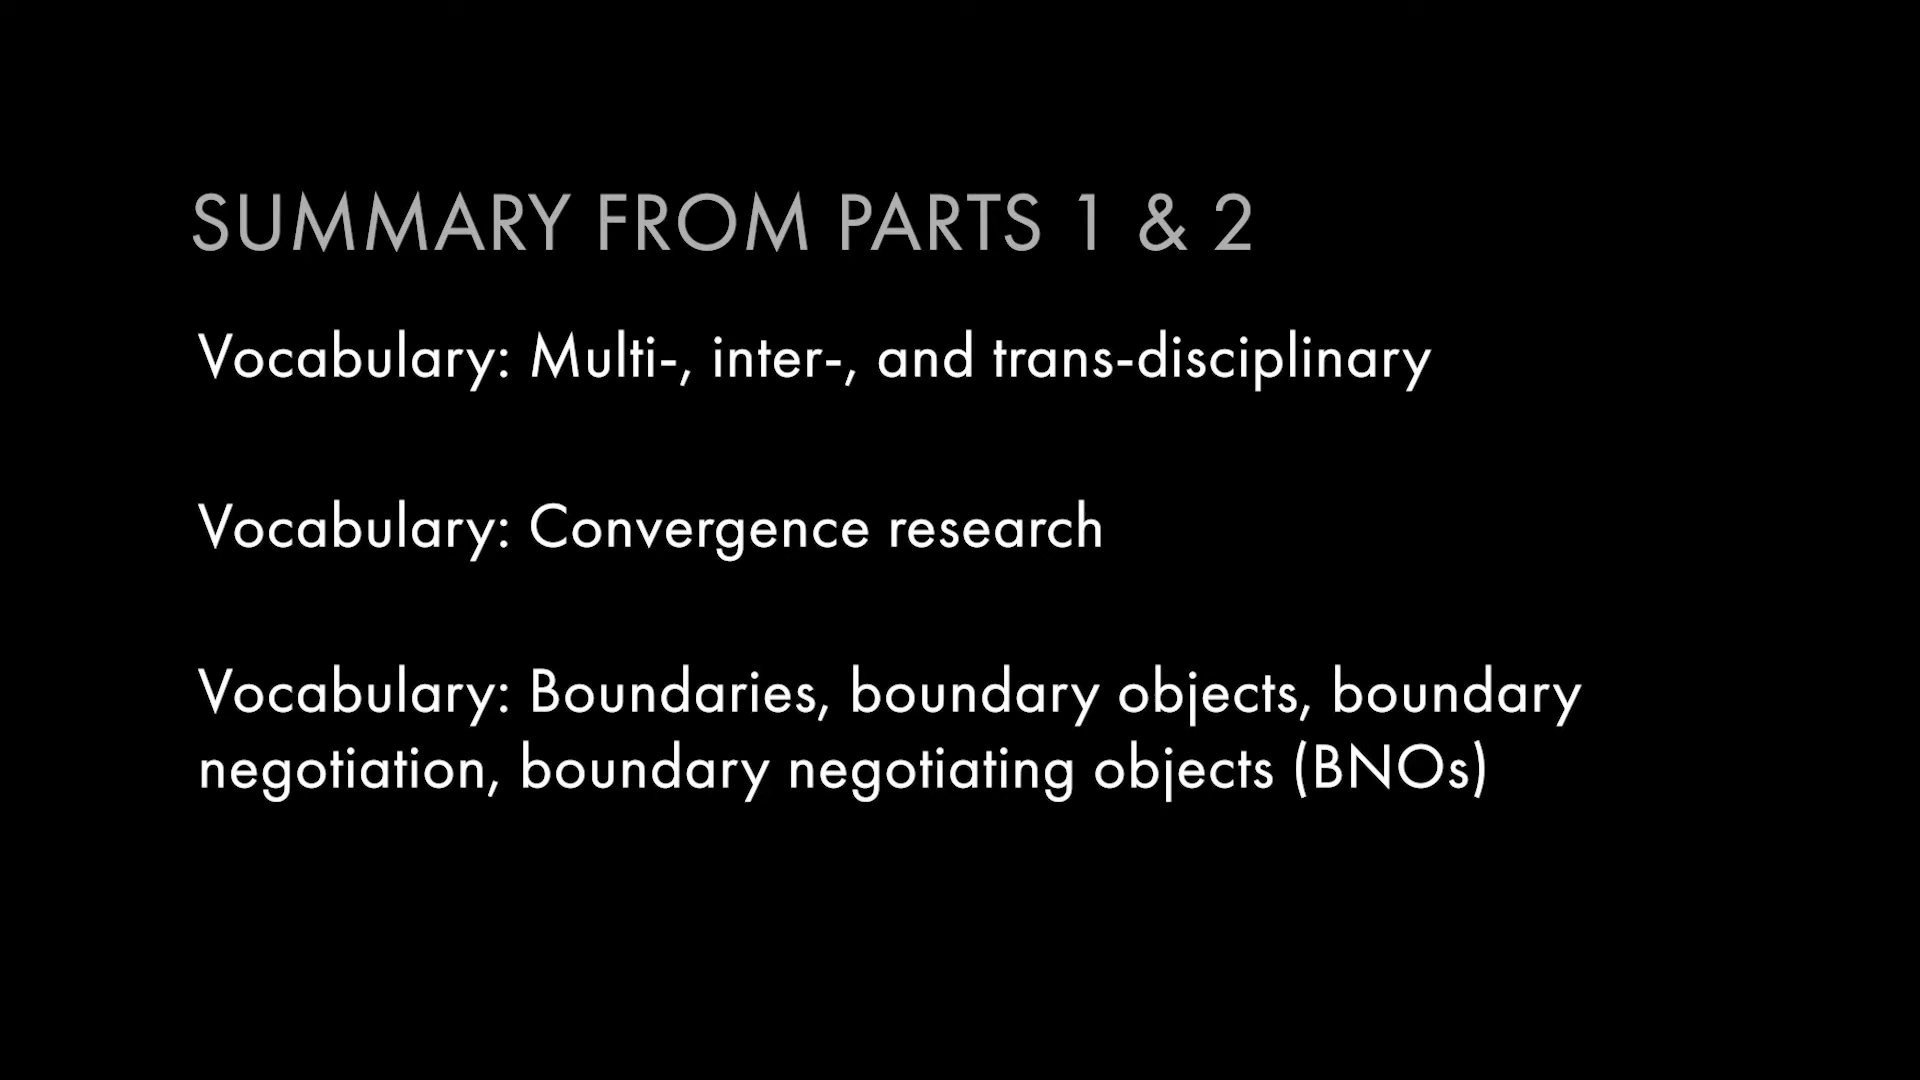 SUMMARY FROM PARTS 1 & 2
Vocabulary: Multi-, inter-, and trans-disciplinary
Vocabulary: Convergence research
Vocabulary: Boundaries, boundary objects, boundary
negotiation, boundary negotiating objects (BNOs)